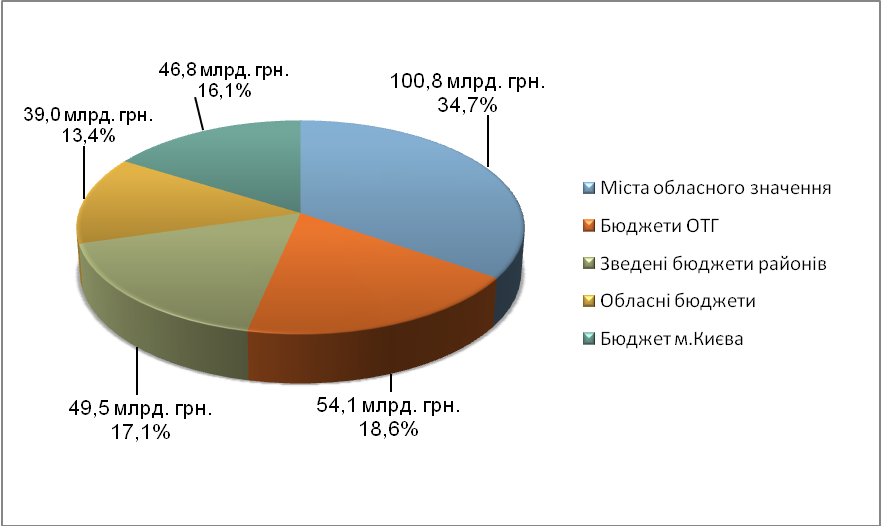 46,8 млрд. грн.
16,1%
100,8 млрд. грн.
34,7%
39,0 млрд. грн.
13,4%
49,5 млрд. грн.
17,1%
54,1 млрд. грн.
18,6%
Міста обласного значення
Бюджети ОТГ
Зведені бюджети районів
Обласні бюджети
Бюджет м.Києва